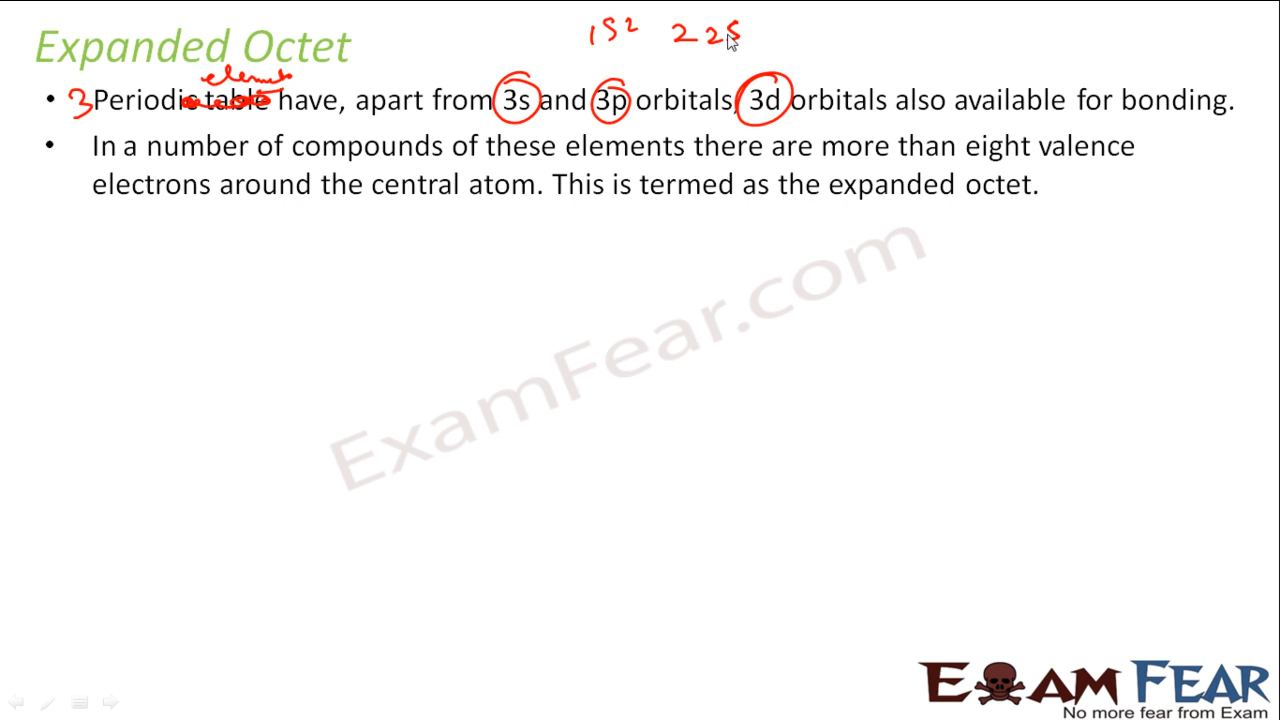 1s2 2 2s
Expanded Octet
element
• 3 Periodic table have, apart from 3s and 3p orbitals, 3d orbitals also available for bonding.
• In a number of compounds of these elements there are more than eight valence
electrons around the central atom. This is termed as the expanded octet.
ExamFear.com
EXAM FEAR
No more fear from Exam